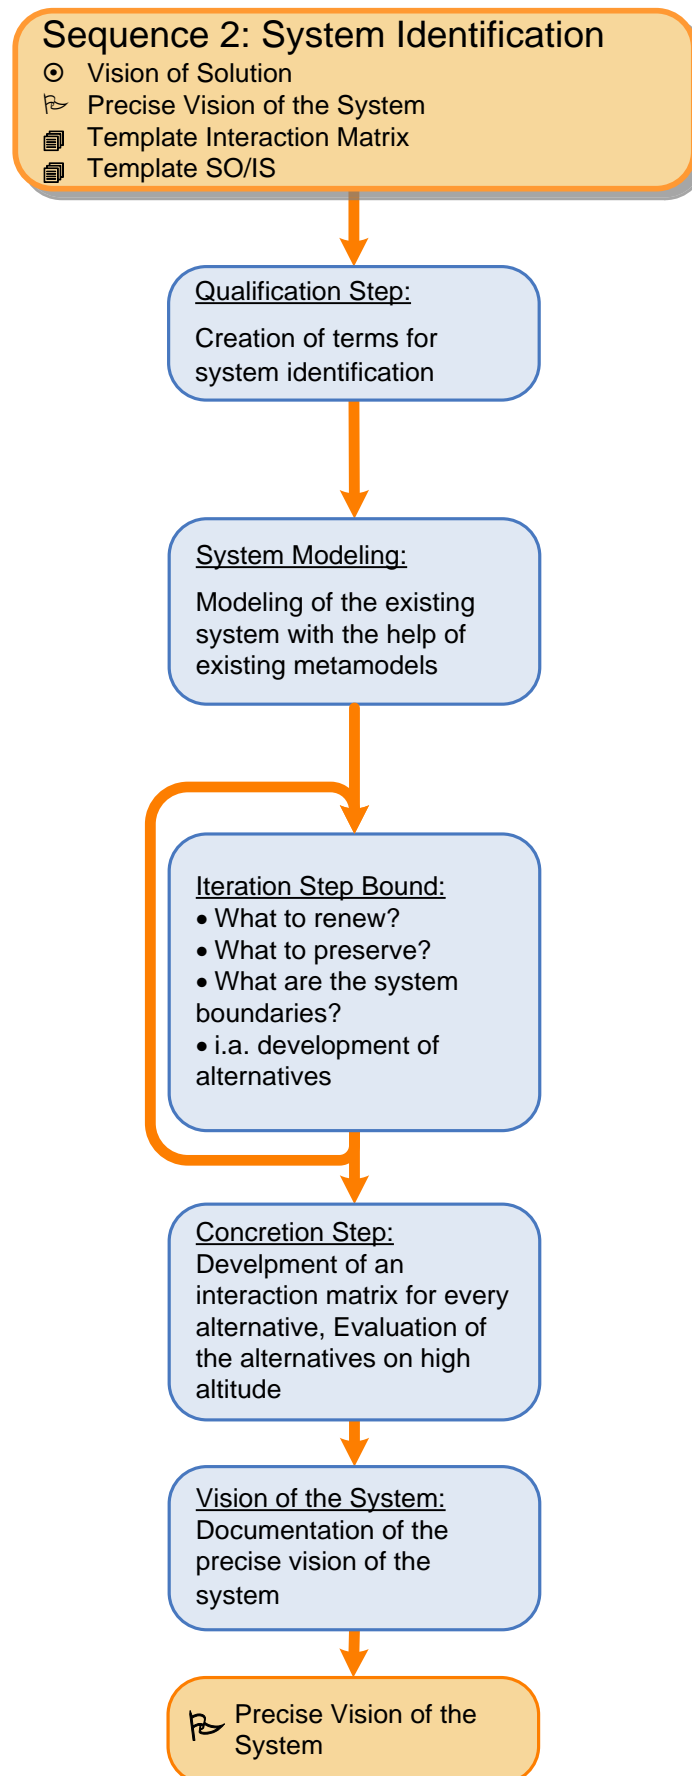 Sequence 2: System Identification
Vision of Solution
Precise Vision of the System
Template Interaction Matrix
Template SO/IS
Qualification Step:
Creation of terms for
system identification
System Modeling:
Modeling of the existing
system with the help of
existing metamodels
Iteration Step Bound:
• What to renew?
• What to preserve?
• What are the system
boundaries?
• i.a. development of
alternatives
Concretion Step:
Develpment of an
interaction matrix for every
alternative, Evaluation of
the alternatives on high
altitude
Vision of the System:
Documentation of the
precise vision of the
system
Precise Vision of the
System